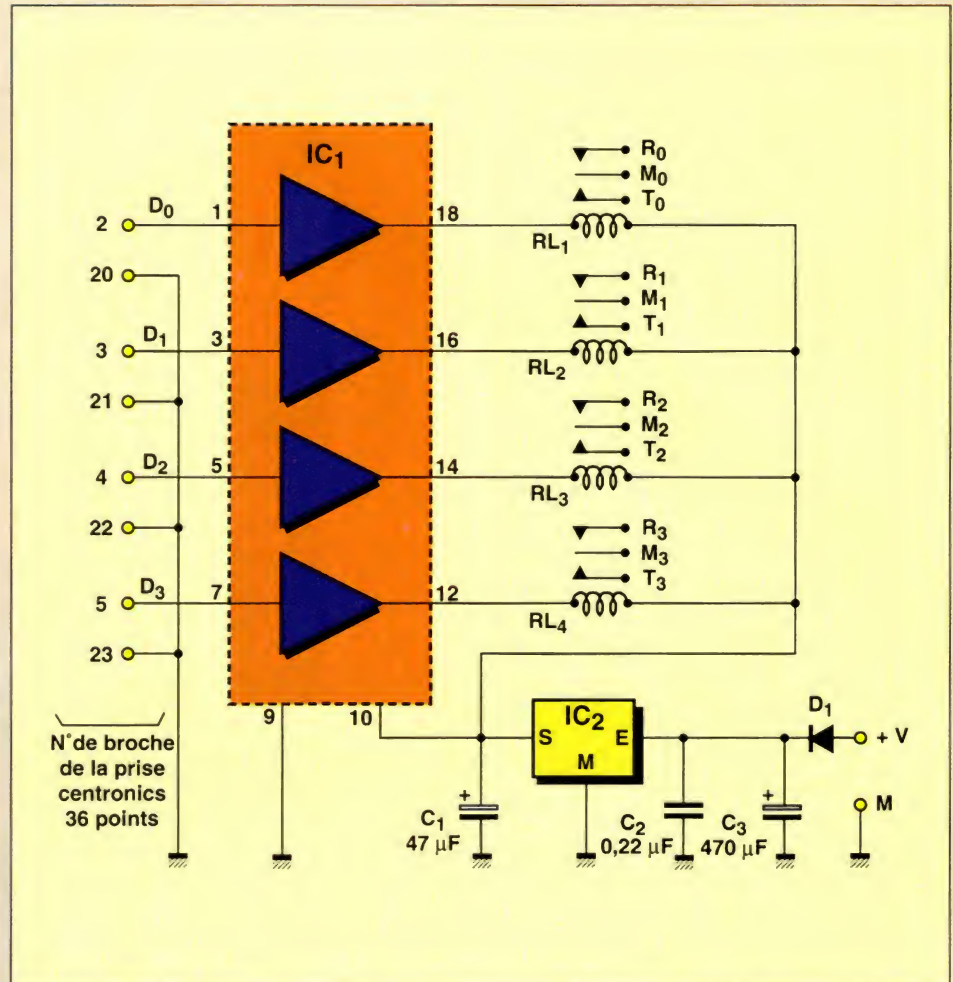 IC1
R0
M0
2 D0 1 18 T0
RL1
20
R1
M1
3 D1 3 16 T1
RL2
21
R2
M2
4 D2 5 14 T2
RL3
22
R3
M3
5 D3 7 12 T3
RL4
23
9 10
N° de broche
de la prise
centronics
36 points
IC2
S E
M
D1
+ V
M
+
C1
47 µF
C2
0,22 µF
+
C3
470 µF